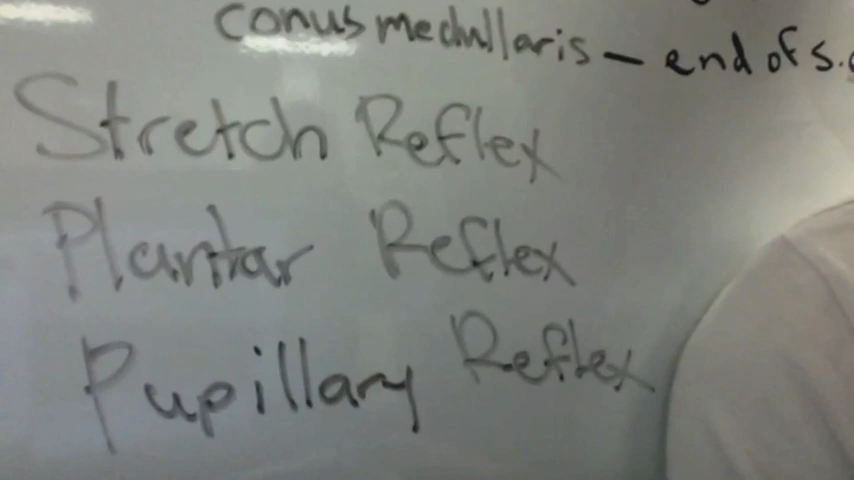 conus medullaris — end of s.
Stretch Reflex
Plantar Reflex
Pupillary Reflex